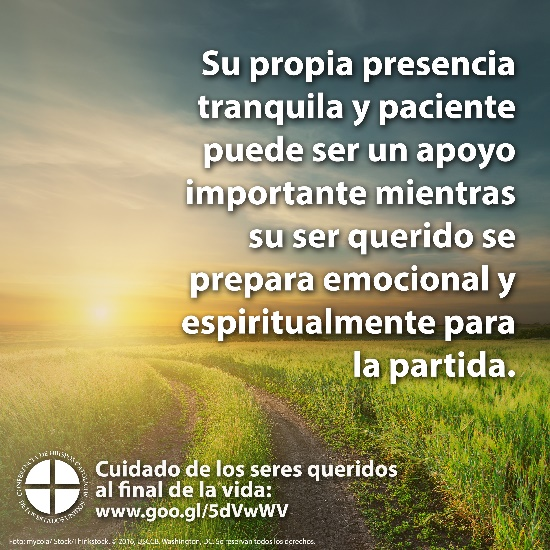 Su propia presencia
tranquila y paciente
puede ser un apoyo
importante mientras
su ser querido se
prepara emocional y
espiritualmente para
la partida.
Cuidado de los seres queridos
al final de la vida:
www.goo.gl/5dVwWV
Foto: mycola/ Stock/Thinkstock. © 2016, USCCB, Washington, DC. Se reservan todos los derechos.